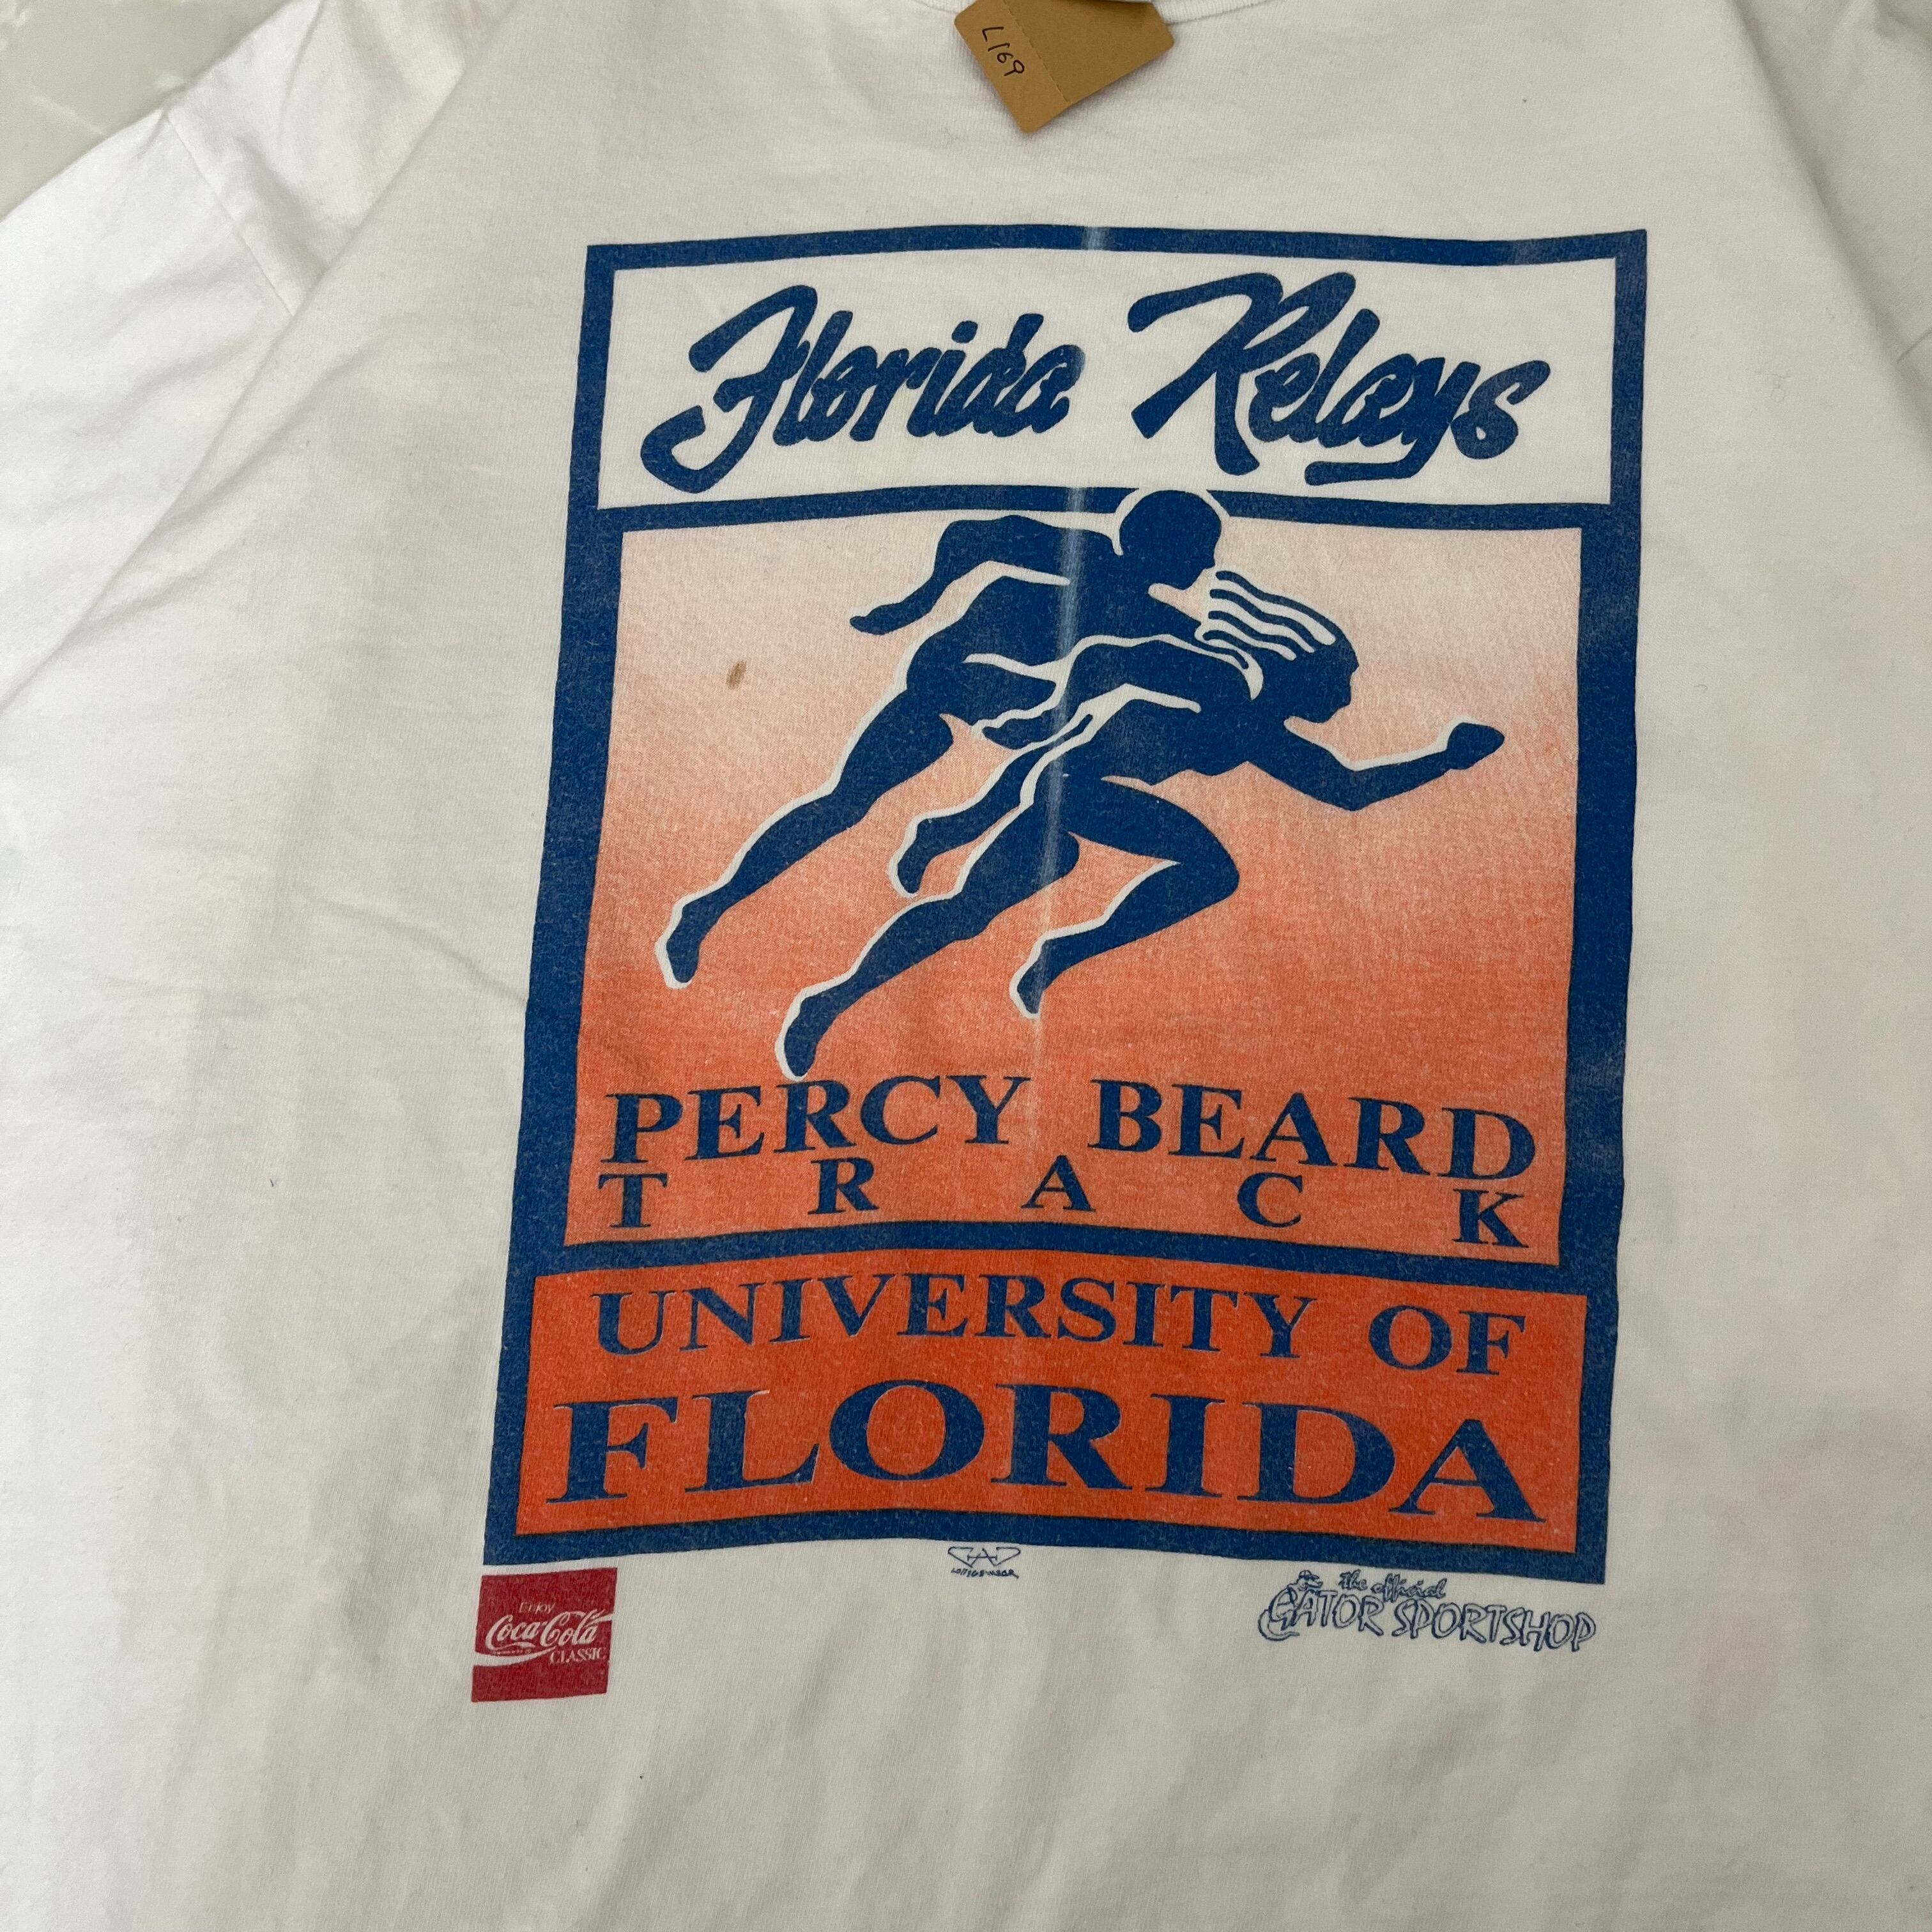 L169
Florida Relays
PERCY BEARD
TRACK
UNIVERSITY OF
FLORIDA
Enjoy
Coca-Cola
CLASSIC
the official
GATOR SPORTSHOP